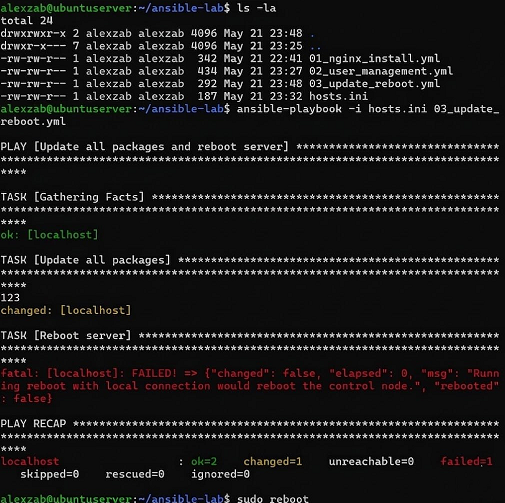 alexzab@ubuntuserver:~/ansible-lab$ ls -la
total 24
drwxrwxr-x 2 alexzab alexzab 4096 May 21 23:48 .
drwxr-x--- 7 alexzab alexzab 4096 May 21 23:25 ..
-rw-rw-r-- 1 alexzab alexzab  342 May 21 22:41 01_nginx_install.yml
-rw-rw-r-- 1 alexzab alexzab  434 May 21 23:27 02_user_management.yml
-rw-rw-r-- 1 alexzab alexzab  292 May 21 23:48 03_update_reboot.yml
-rw-rw-r-- 1 alexzab alexzab  187 May 21 23:32 hosts.ini
alexzab@ubuntuserver:~/ansible-lab$ ansible-playbook -i hosts.ini 03_update_
reboot.yml

PLAY [Update all packages and reboot server] *******************************
****************************************************************************
****

TASK [Gathering Facts] *****************************************************
****************************************************************************
****
ok: [localhost]

TASK [Update all packages] *************************************************
****************************************************************************
****
123
changed: [localhost]

TASK [Reboot server] *******************************************************
****************************************************************************
****
fatal: [localhost]: FAILED! => {"changed": false, "elapsed": 0, "msg": "Runn
ing reboot with local connection would reboot the control node.", "rebooted"
: false}

PLAY RECAP *****************************************************************
****************************************************************************
****
localhost                  : ok=2    changed=1    unreachable=0    failed=1
   skipped=0    rescued=0    ignored=0

alexzab@ubuntuserver:~/ansible-lab$ sudo reboot